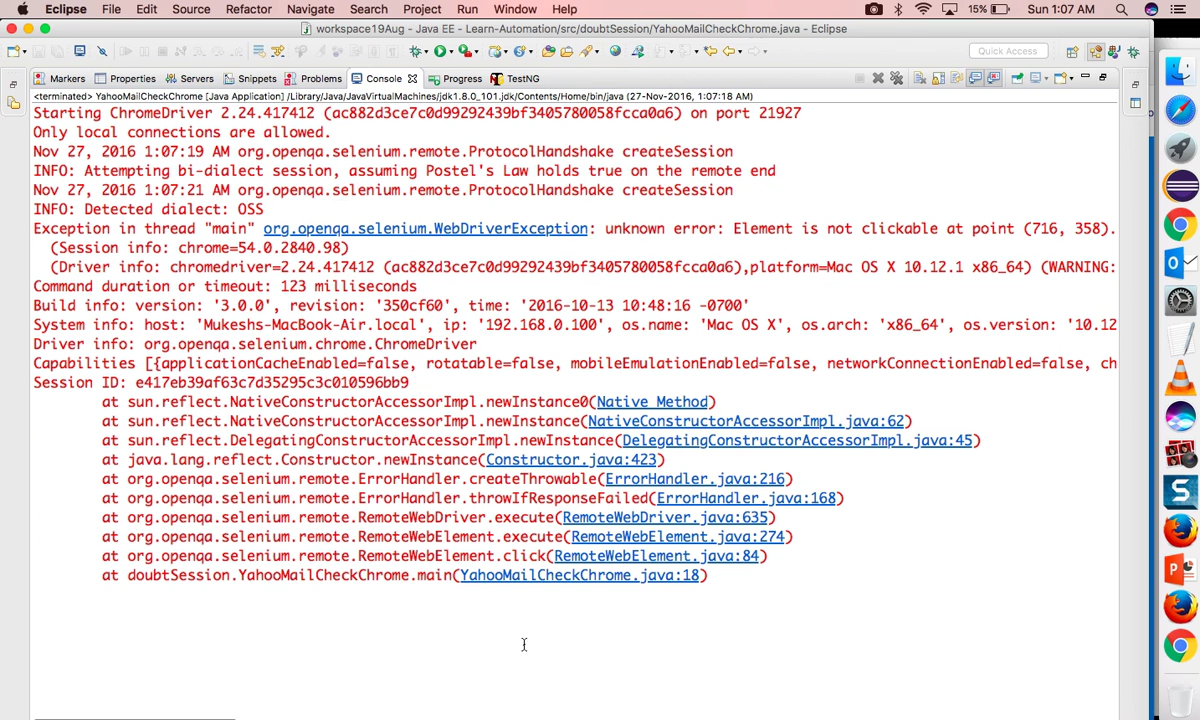 Eclipse File Edit Source Refactor Navigate Search Project Run Window Help 15% Sun 1:07 AM
workspace19Aug - Java EE - Learn-Automation/src/doubtSession/YahooMailCheckChrome.java - Eclipse
Quick Access
Markers Properties Servers Snippets Problems Console Progress TestNG
<terminated> YahooMailCheckChrome [Java Application] /Library/Java/JavaVirtualMachines/jdk1.8.0_101.jdk/Contents/Home/bin/java (27-Nov-2016, 1:07:18 AM)
Starting ChromeDriver 2.24.417412 (ac882d3ce7c0d99292439bf3405780058fcca0a6) on port 21927
Only local connections are allowed.
Nov 27, 2016 1:07:19 AM org.openqa.selenium.remote.ProtocolHandshake createSession
INFO: Attempting bi-dialect session, assuming Postel's Law holds true on the remote end
Nov 27, 2016 1:07:21 AM org.openqa.selenium.remote.ProtocolHandshake createSession
INFO: Detected dialect: OSS
Exception in thread "main" org.openqa.selenium.WebDriverException: unknown error: Element is not clickable at point (716, 358).
(Session info: chrome=54.0.2840.98)
(Driver info: chromedriver=2.24.417412 (ac882d3ce7c0d99292439bf3405780058fcca0a6),platform=Mac OS X 10.12.1 x86_64) (WARNING:
Command duration or timeout: 123 milliseconds
Build info: version: '3.0.0', revision: '350cf60', time: '2016-10-13 10:48:16 -0700'
System info: host: 'Mukeshs-MacBook-Air.local', ip: '192.168.0.100', os.name: 'Mac OS X', os.arch: 'x86_64', os.version: '10.12
Driver info: org.openqa.selenium.chrome.ChromeDriver
Capabilities [{applicationCacheEnabled=false, rotatable=false, mobileEmulationEnabled=false, networkConnectionEnabled=false, ch
Session ID: e417eb39af63c7d35295c3c010596bb9
at sun.reflect.NativeConstructorAccessorImpl.newInstance0(Native Method)
at sun.reflect.NativeConstructorAccessorImpl.newInstance(NativeConstructorAccessorImpl.java:62)
at sun.reflect.DelegatingConstructorAccessorImpl.newInstance(DelegatingConstructorAccessorImpl.java:45)
at java.lang.reflect.Constructor.newInstance(Constructor.java:423)
at org.openqa.selenium.remote.ErrorHandler.createThrowable(ErrorHandler.java:216)
at org.openqa.selenium.remote.ErrorHandler.throwIfResponseFailed(ErrorHandler.java:168)
at org.openqa.selenium.remote.RemoteWebDriver.execute(RemoteWebDriver.java:635)
at org.openqa.selenium.remote.RemoteWebElement.execute(RemoteWebElement.java:274)
at org.openqa.selenium.remote.RemoteWebElement.click(RemoteWebElement.java:84)
at doubtSession.YahooMailCheckChrome.main(YahooMailCheckChrome.java:18)